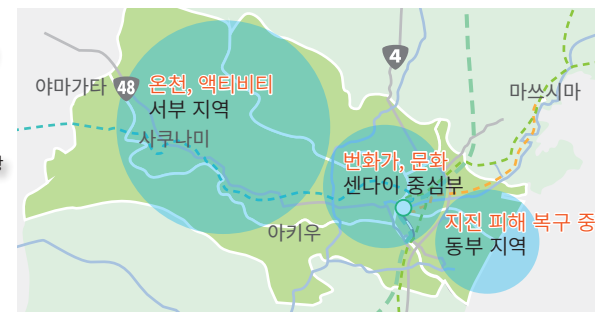 4
야마가타
48
온천, 액티비티
서부 지역
사쿠나미
마쓰시마
번화가, 문화
센다이 중심부
아키우
지진 피해 복구 중
동부 지역